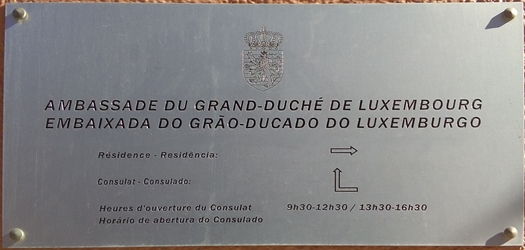 AMBASSADE DU GRAND-DUCHÉ DE LUXEMBOURG
EMBAIXADA DO GRÃO-DUCADO DO LUXEMBURGO
Résidence - Residência:
Consulat - Consulado:
Heures d'ouverture du Consulat 9h30-12h30 / 13h30-16h30
Horário de abertura do Consulado